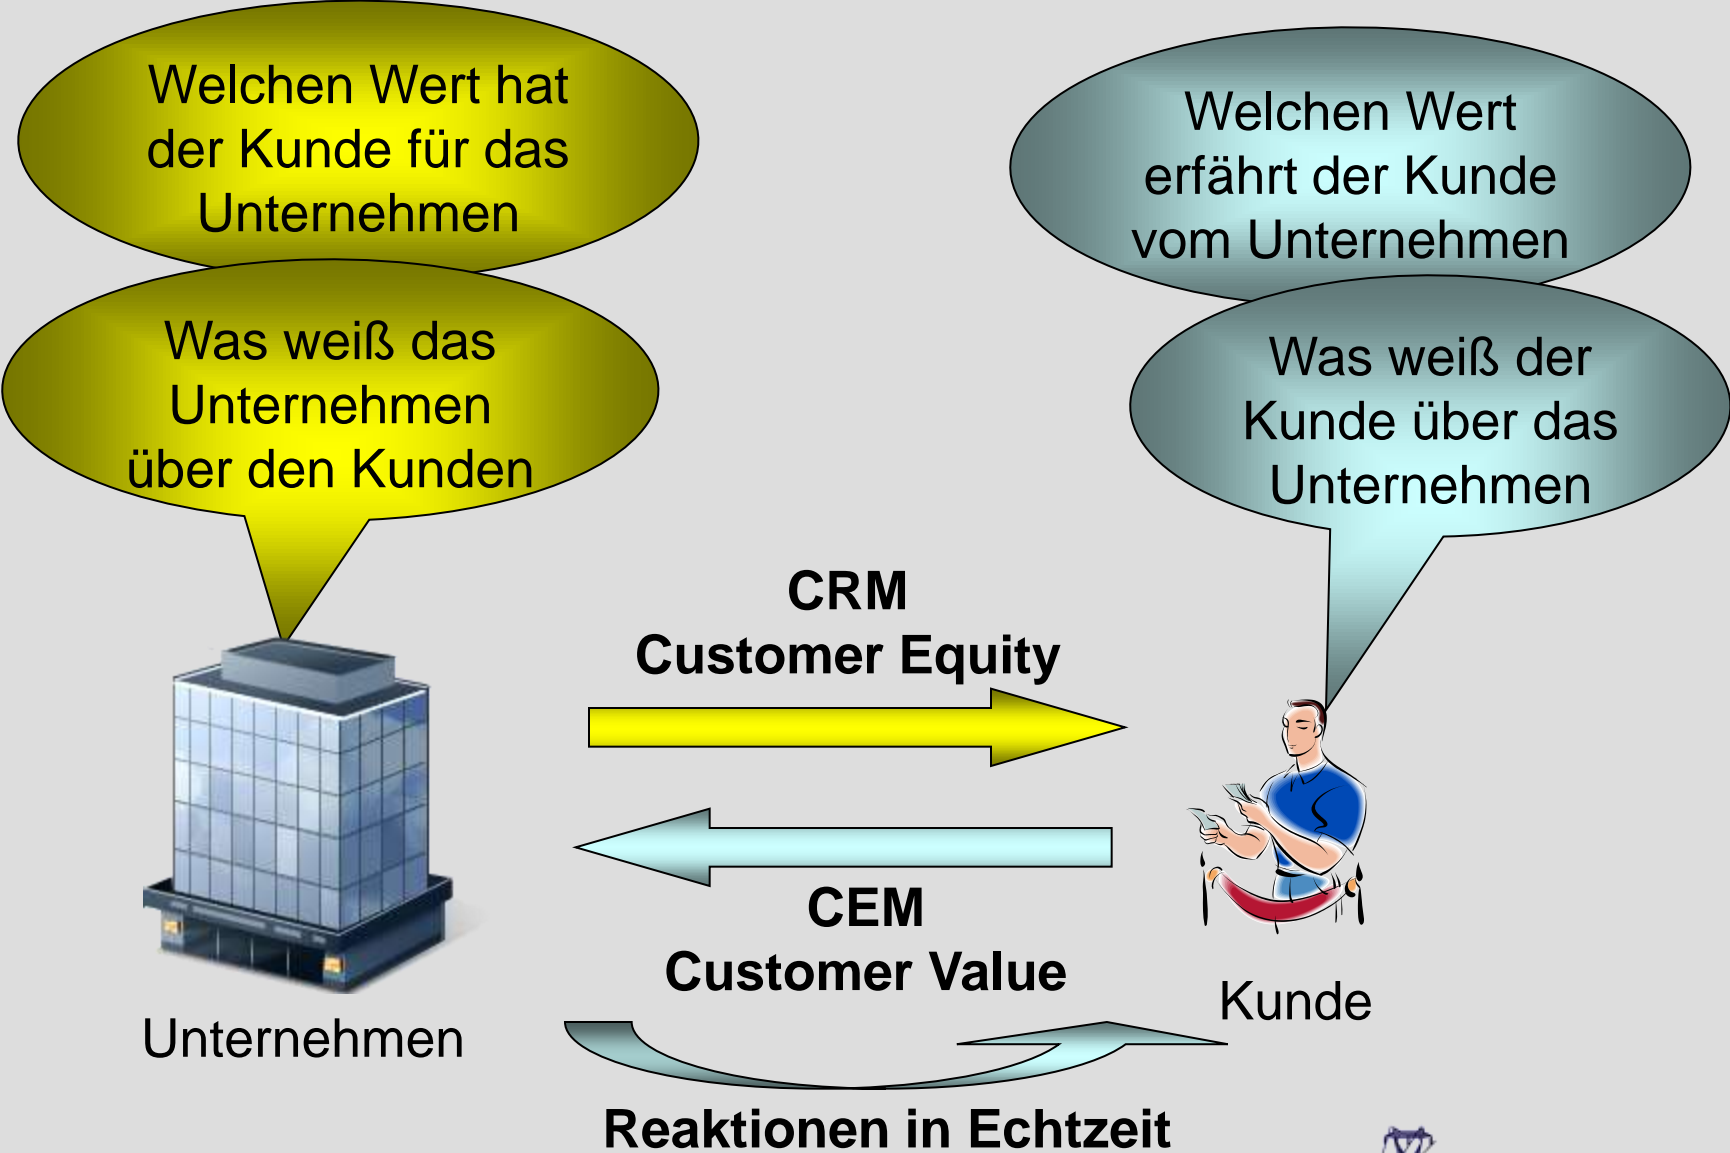 Welchen Wert hat
der Kunde für das
Unternehmen
Was weiß das
Unternehmen
über den Kunden
Welchen Wert
erfährt der Kunde
vom Unternehmen
Was weiß der
Kunde über das
Unternehmen
CRM
Customer Equity
CEM
Customer Value
Unternehmen
Kunde
Reaktionen in Echtzeit